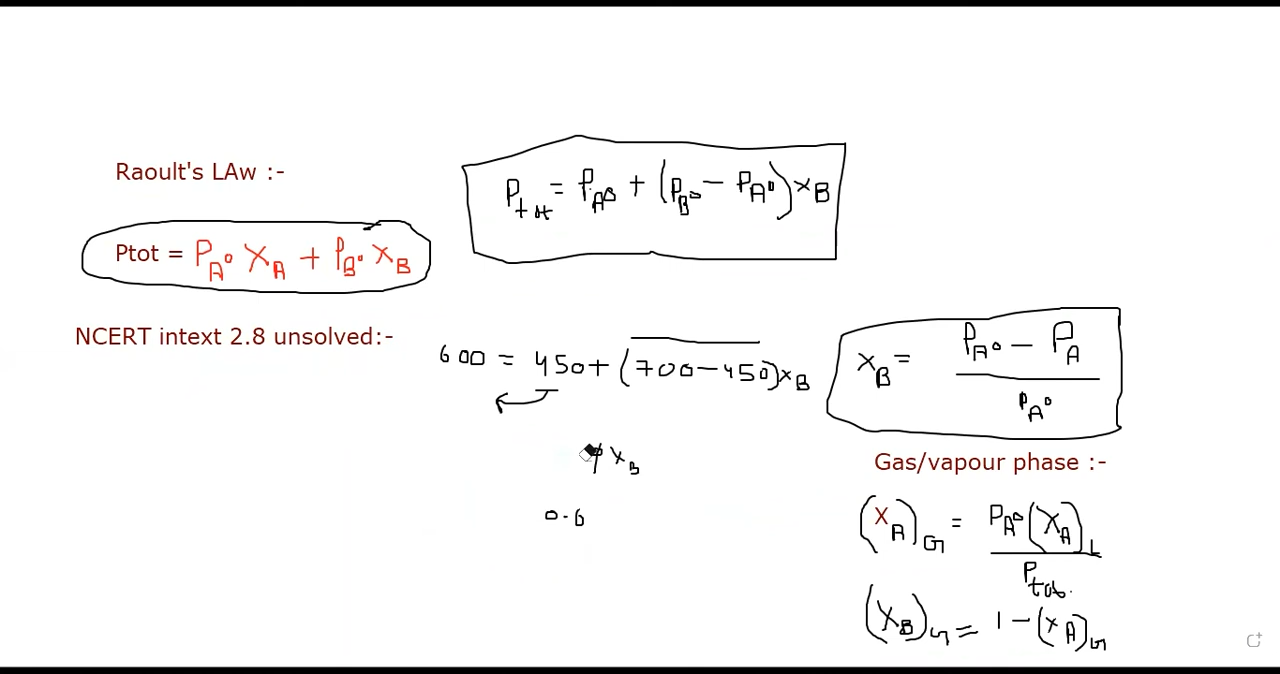 Raoult's LAw :-
Ptot = PA° XA + PB° XB
Ptot = PA° + (PB° - PA°) xB
NCERT intext 2.8 unsolved:-
600 = 450 + (700 - 450) xB
xB
0.6
xB = PA° - PA / PA°
Gas/vapour phase :-
(XA)G = PA° (XA)L / Ptot.
(XB)G = 1 - (XA)G